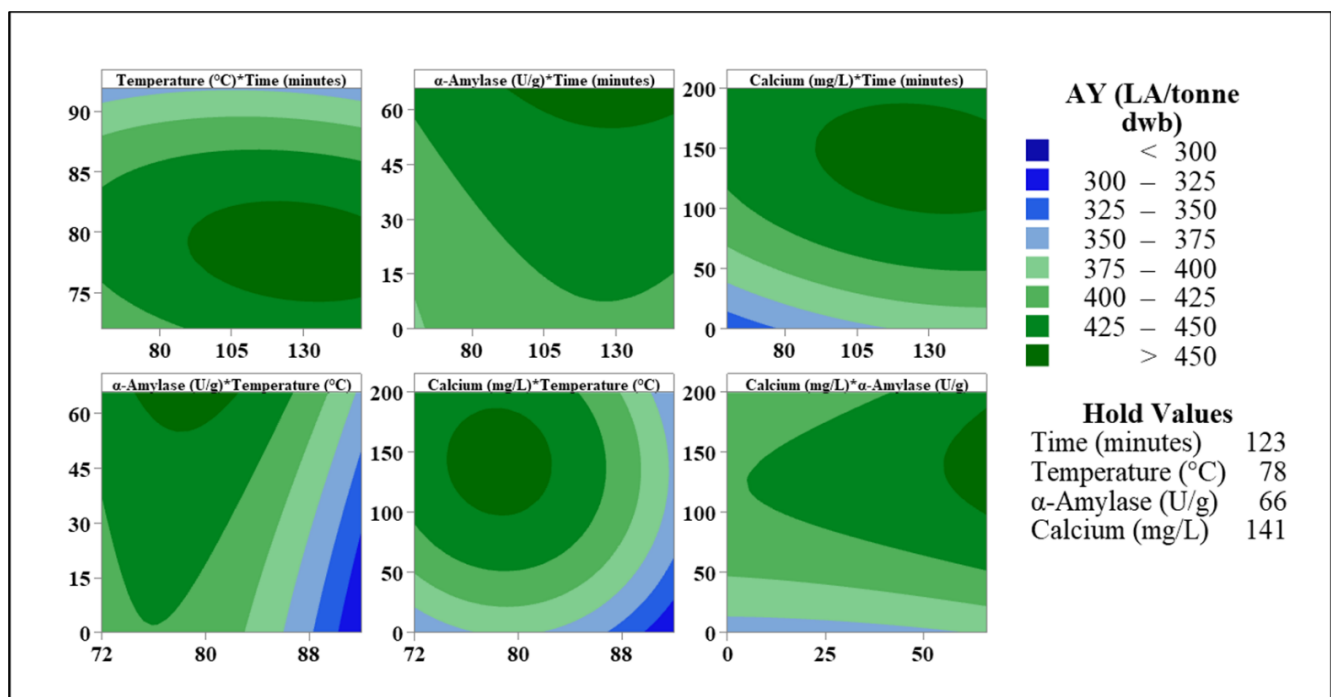 Temperature (°C)*Time (minutes)
α-Amylase (U/g)*Time (minutes)
Calcium (mg/L)*Time (minutes)
90
85
80
75
80
105
130
60
45
30
15
0
80
105
130
200
150
100
50
0
80
105
130
α-Amylase (U/g)*Temperature (°C)
Calcium (mg/L)*Temperature (°C)
Calcium (mg/L)*α-Amylase (U/g)
60
45
30
15
0
72
80
88
200
150
100
50
0
72
80
88
200
150
100
50
0
0
25
50
AY (LA/tonne
dwb)
< 300
300 – 325
325 – 350
350 – 375
375 – 400
400 – 425
425 – 450
> 450
Hold Values
Time (minutes) 123
Temperature (°C) 78
α-Amylase (U/g) 66
Calcium (mg/L) 141